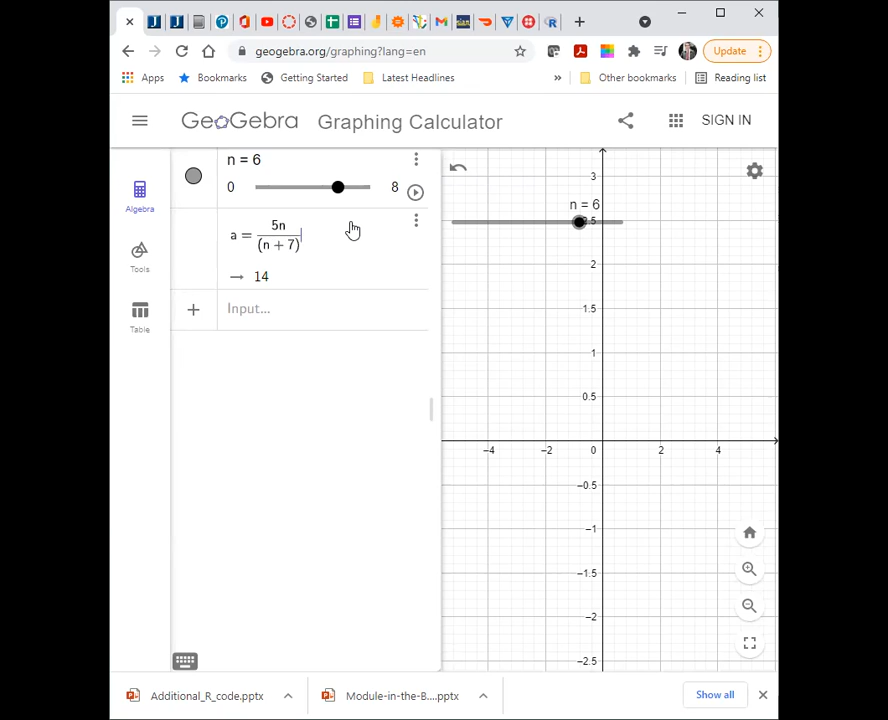 Update
geogebra.org/graphing?lang=en
Apps
Bookmarks
Getting Started
Latest Headlines
»
Other bookmarks
Reading list
GeoGebra
Graphing Calculator
SIGN IN
Algebra
Tools
Table
n = 6
0
8
a = 5n/(n + 7)
→ 14
+
Input...
n = 6
3
2.5
2
1.5
1
0.5
−4
−2
0
2
4
−0.5
−1
−1.5
−2
−2.5
Additional_R_code.pptx
Module-in-the-B....pptx
Show all